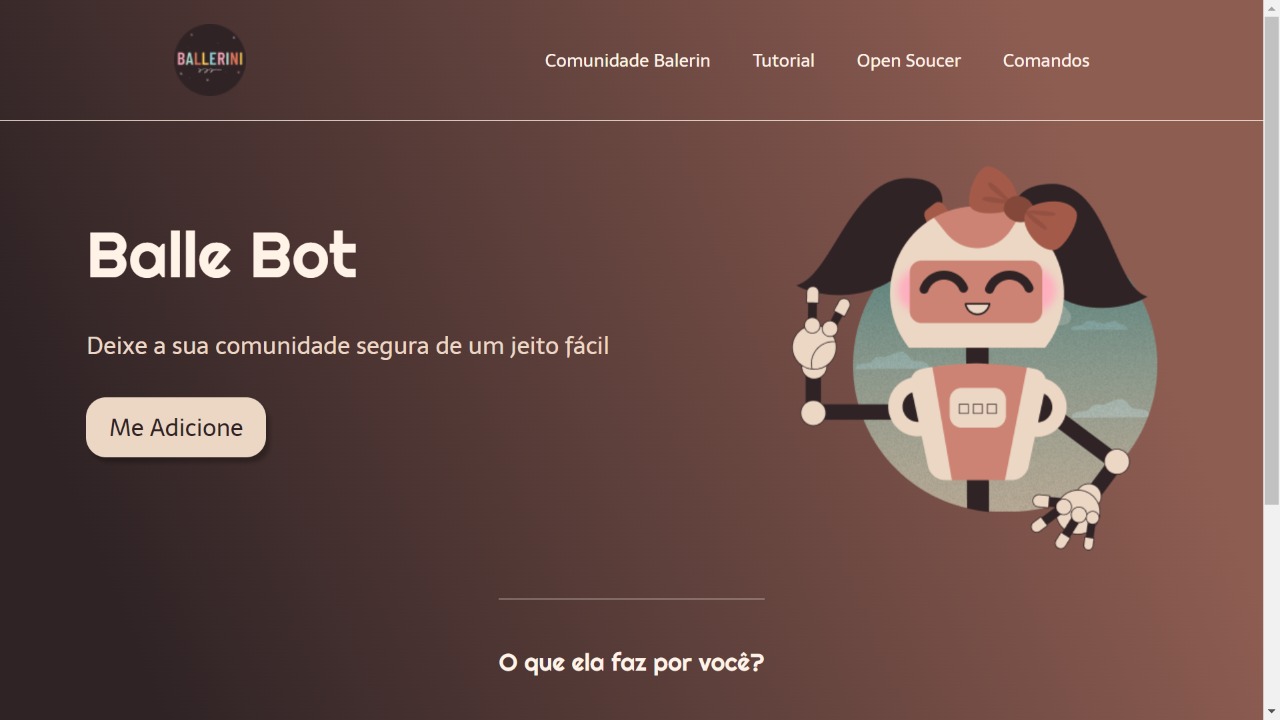 BALLERINI
Comunidade Balerin
Tutorial
Open Soucer
Comandos
Balle Bot
Deixe a sua comunidade segura de um jeito fácil
Me Adicione
O que ela faz por você?